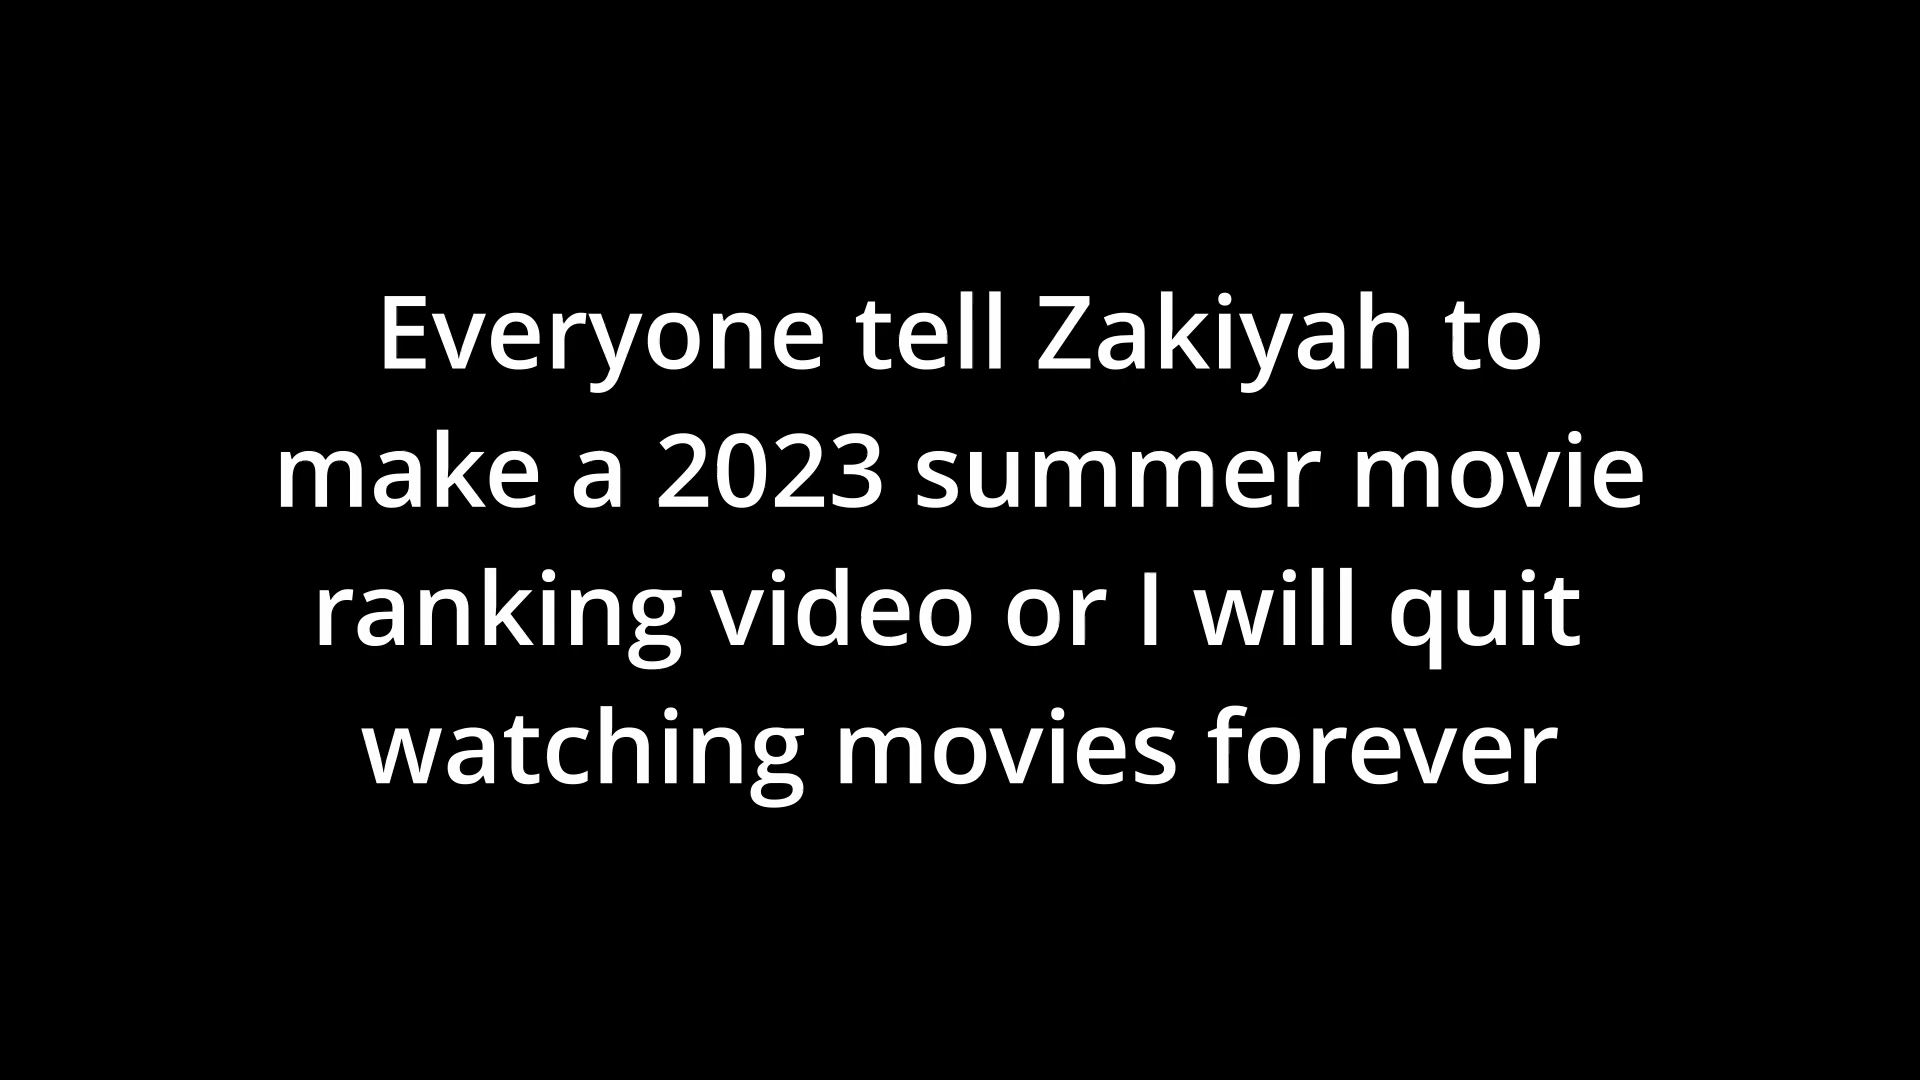 Everyone tell Zakiyah to
make a 2023 summer movie
ranking video or I will quit
watching movies forever